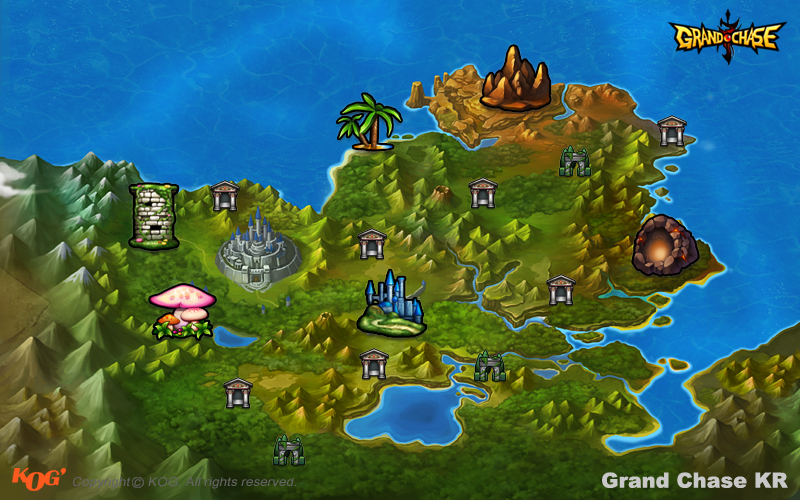 GRAND CHASE
KOG' Copyright© KOG. All rights reserved.
Grand Chase KR